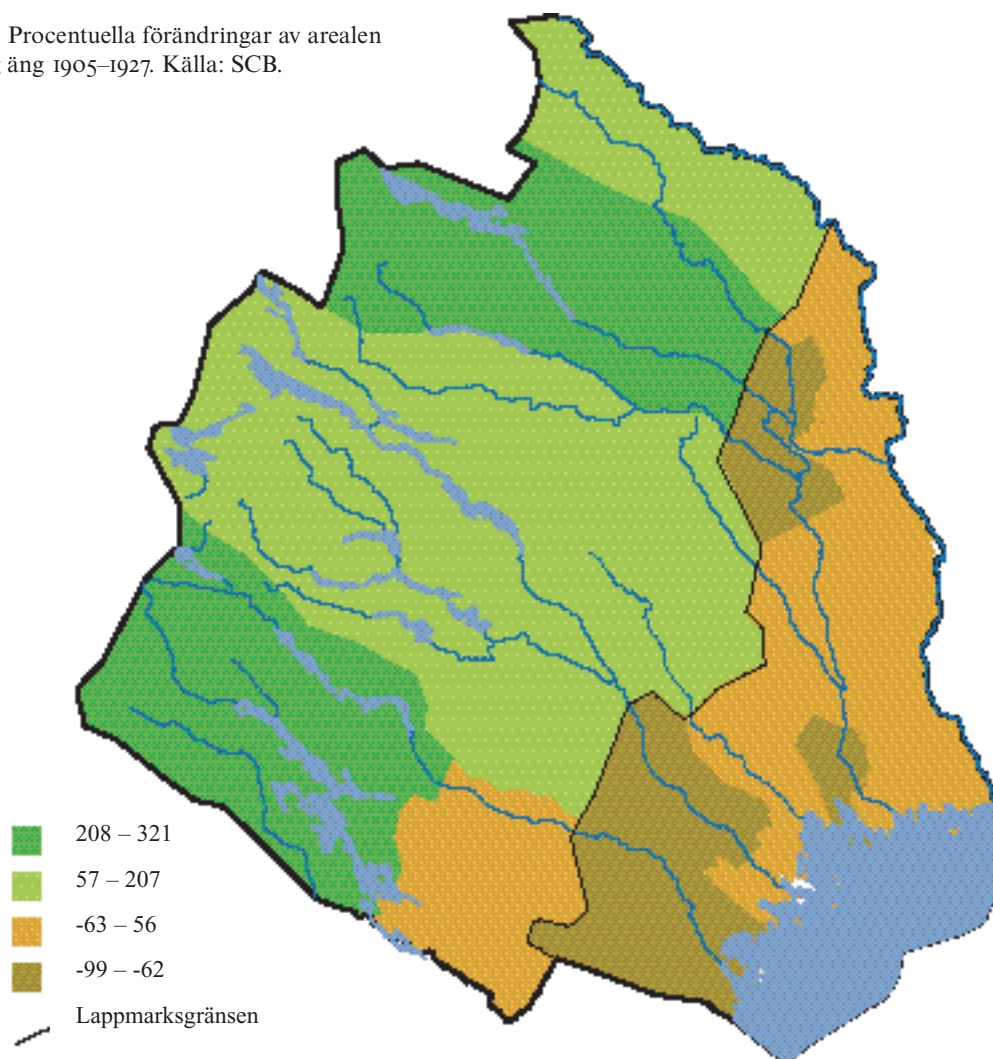 Procentuella förändringar av arealen
äng 1905–1927. Källa: SCB.
208 – 321
57 – 207
-63 – 56
-99 – -62
Lappmarksgränsen